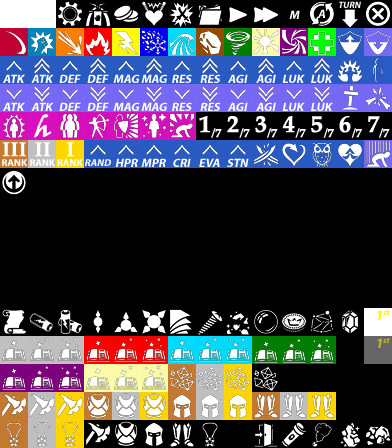 M A TURN
ATK ATK DEF DEF MAG MAG RES RES AGI AGI LUK LUK
ATK ATK DEF DEF MAG MAG RES RES AGI AGI LUK LUK
h 1/7 2/7 3/7 4/7 5/7 6/7 7/7
III RANK II RANK I RANK RAND HPR MPR CRI EVA STN
1st
1st